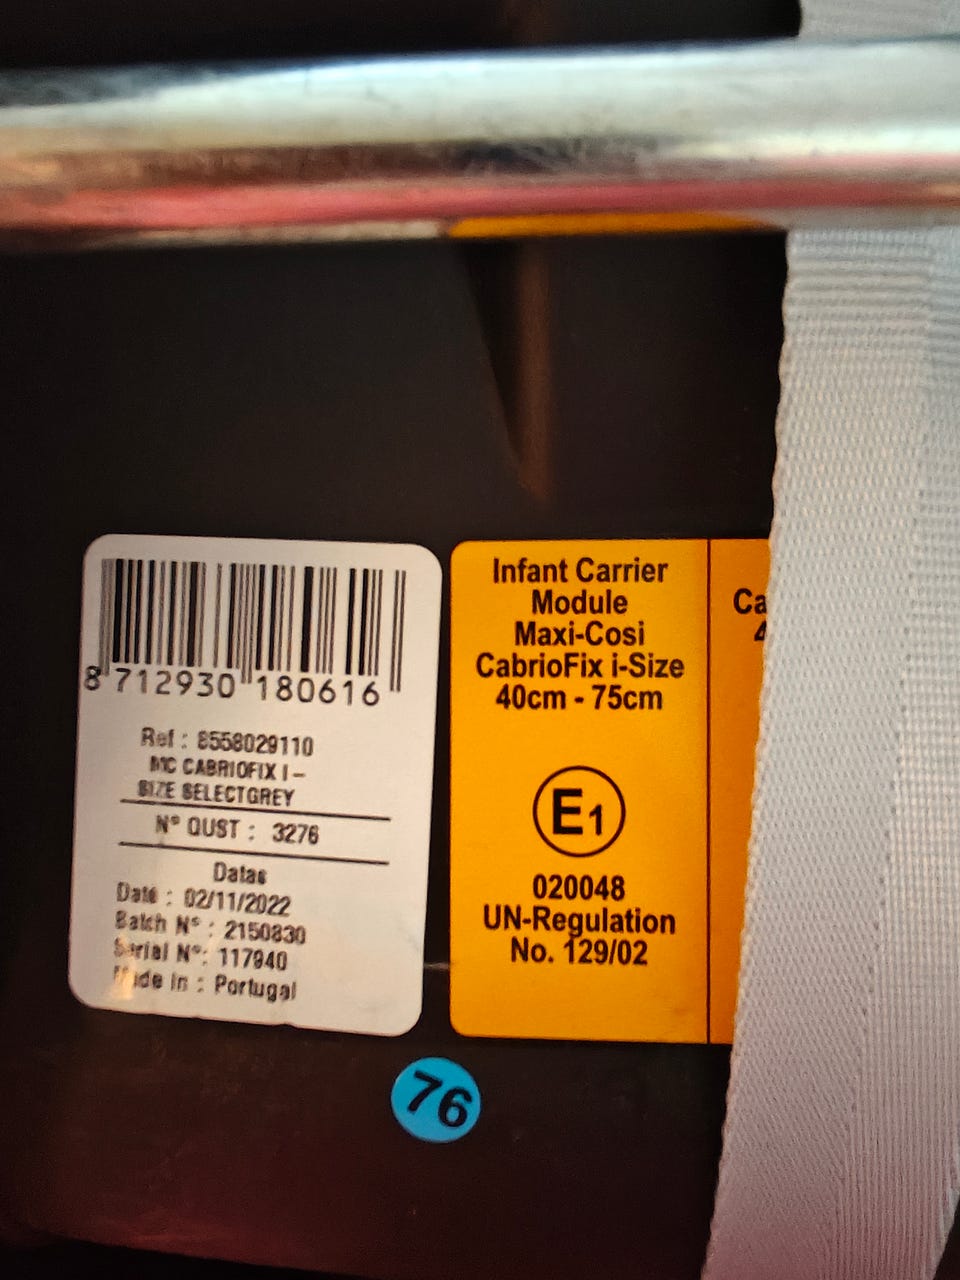 8 712930 180616
Ref : 8558029110
MC CABRIOFIX I-
SIZE SELECTGREY
N° QUST : 3276
Datas
Date : 02/11/2022
Batch N° : 2150830
Serial N°: 117940
Made in : Portugal
Infant Carrier
Module
Maxi-Cosi
CabrioFix i-Size
40cm - 75cm
E1
020048
UN-Regulation
No. 129/02
76